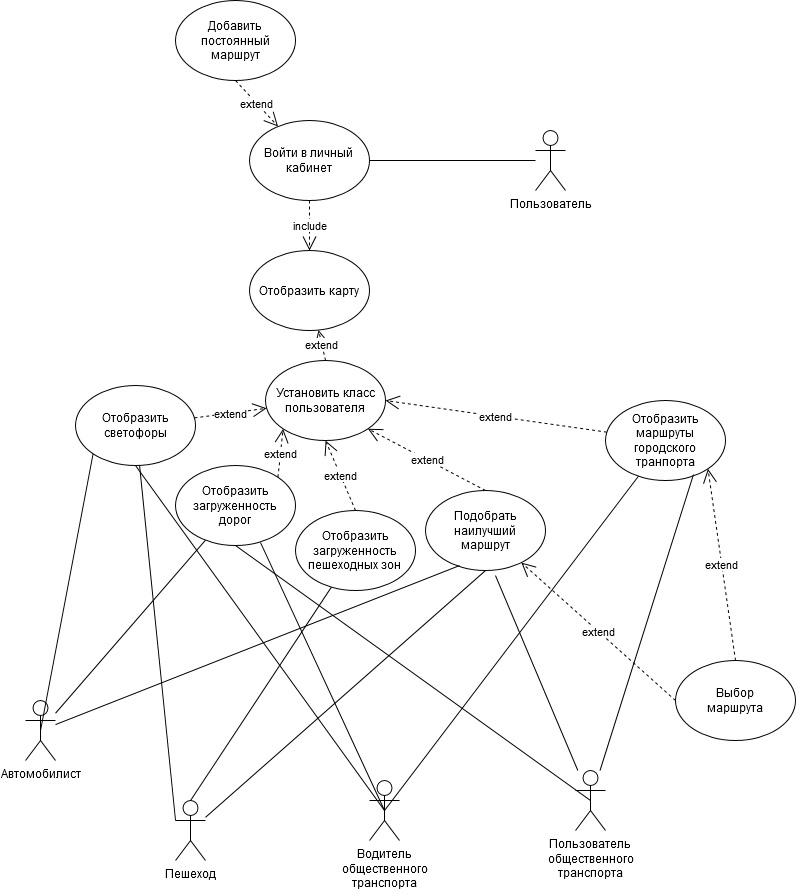 Добавить
постоянный
маршрут
extend
Войти в личный
кабинет
Пользователь
include
Отобразить карту
extend
Установить класс
пользователя
Отобразить
светофоры
extend
extend
Отобразить
маршруты
городского
транпорта
extend
extend
extend
Отобразить
загруженность
дорог
Отобразить
загруженность
пешеходных зон
Подобрать
наилучший
маршрут
extend
extend
Выбор
маршрута
Автомобилист
Пешеход
Водитель
общественного
транспорта
Пользователь
общественного
транспорта